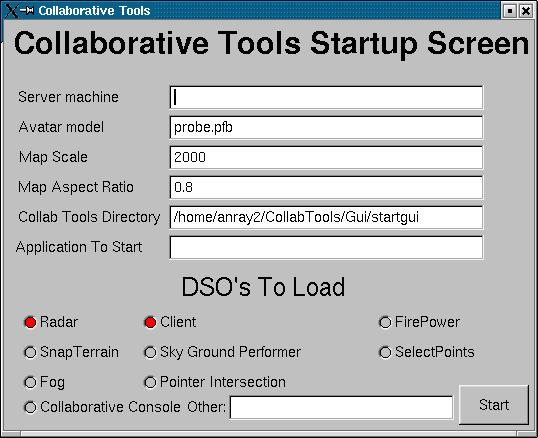 Collaborative Tools
Collaborative Tools Startup Screen
Server machine
Avatar model probe.pfb
Map Scale 2000
Map Aspect Ratio 0.8
Collab Tools Directory /home/anray2/CollabTools/Gui/startgui
Application To Start
DSO's To Load
Radar Client FirePower
SnapTerrain Sky Ground Performer SelectPoints
Fog Pointer Intersection
Collaborative Console Other: Start